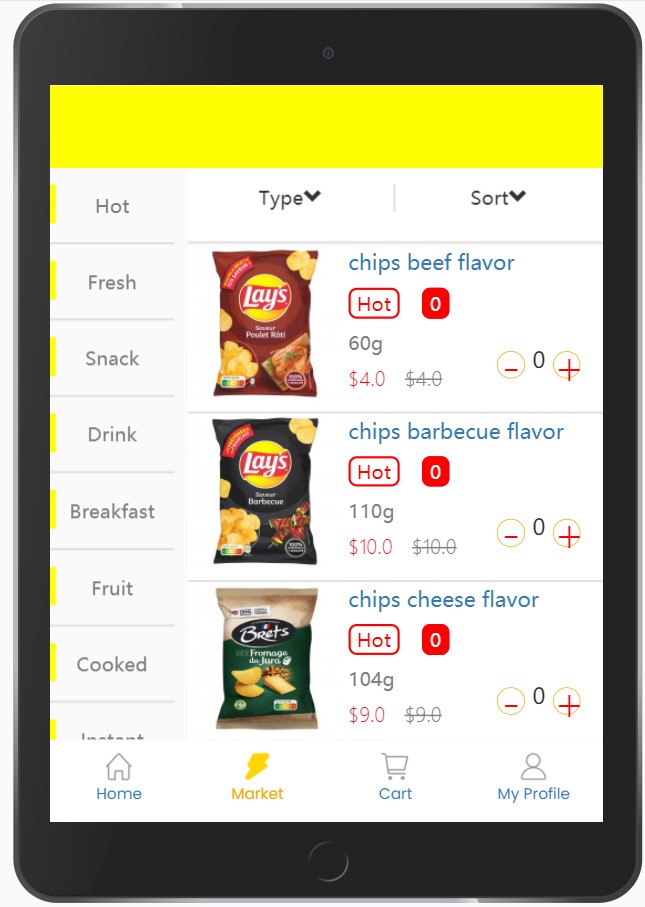 Type
Sort
Hot
Fresh
Snack
Drink
Breakfast
Fruit
Cooked
Instant
Lay's
Saveur
Poulet Rôti
chips beef flavor
Hot 0
60g
$4.0 $4.0
- 0 +
Lay's
Saveur
Barbecue
chips barbecue flavor
Hot 0
110g
$10.0 $10.0
- 0 +
Brets
Fromage
du Jura
chips cheese flavor
Hot 0
104g
$9.0 $9.0
- 0 +
Home
Market
Cart
My Profile